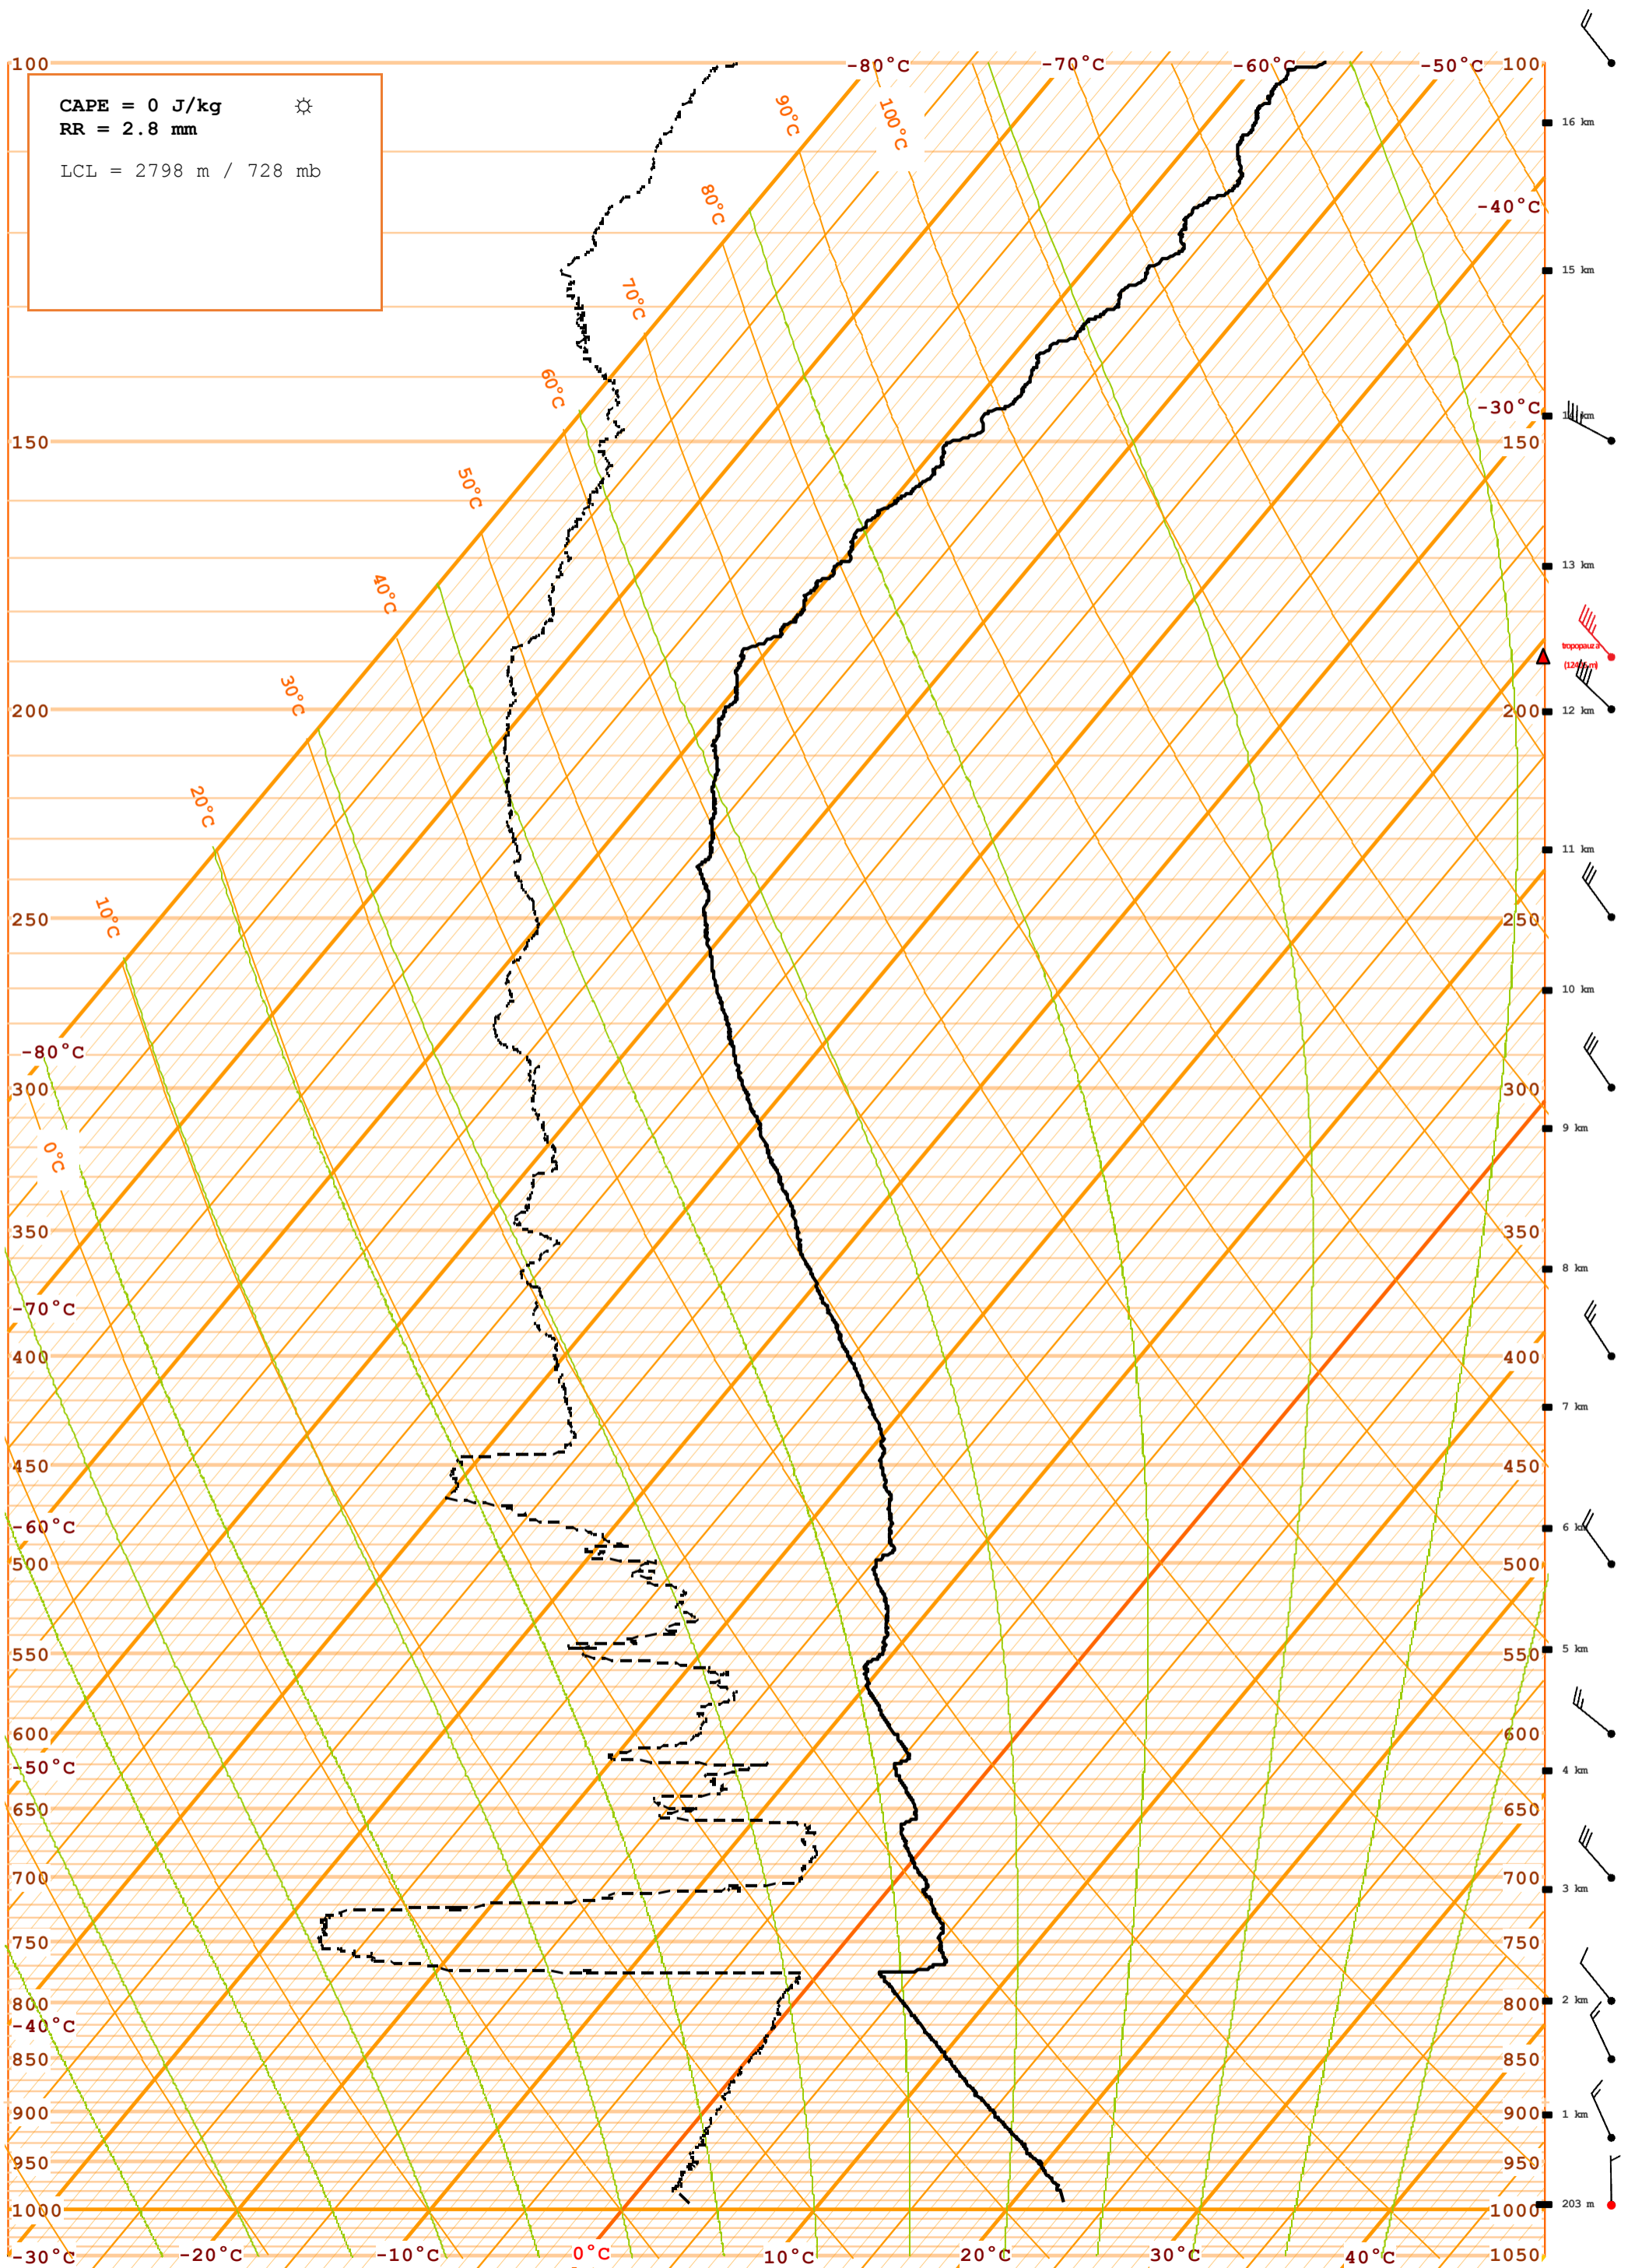 -80°C -70°C -60°C -50°C
100 100
CAPE = 0 J/kg ☼
RR = 2.8 mm
LCL = 2798 m / 728 mb
90°C 100°C
16 km
80°C
-40°C
15 km
70°C
60°C
-30°C
150 150
50°C
13 km
40°C
tropopauza
30°C
200 200 12 km
20°C
11 km
10°C
250 250
10 km
-80°C
300 300
9 km
0°C
350 350
8 km
-70°C
400 400
7 km
450 450
-60°C 6 km
500 500
550 550 5 km
600 600
-50°C 4 km
650 650
700 700
3 km
750 750
800 800 2 km
-40°C
850 850
900 900 1 km
950 950
1000 1000 203 m
-30°C -20°C -10°C 0°C 10°C 20°C 30°C 40°C 1050